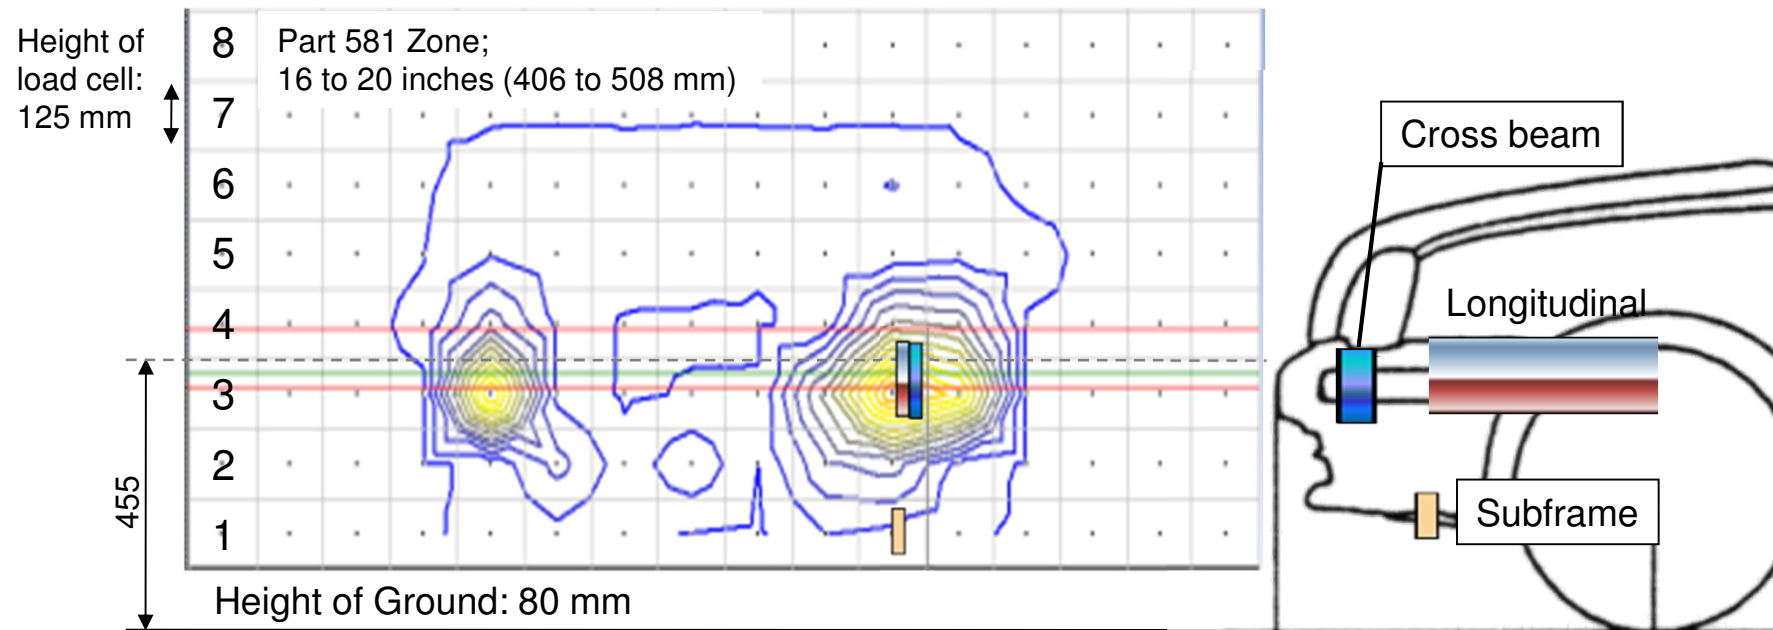 Height of
load cell:
125 mm
8
7
6
5
4
3
2
1
Part 581 Zone;
16 to 20 inches (406 to 508 mm)
455
Height of Ground: 80 mm
Cross beam
Longitudinal
Subframe